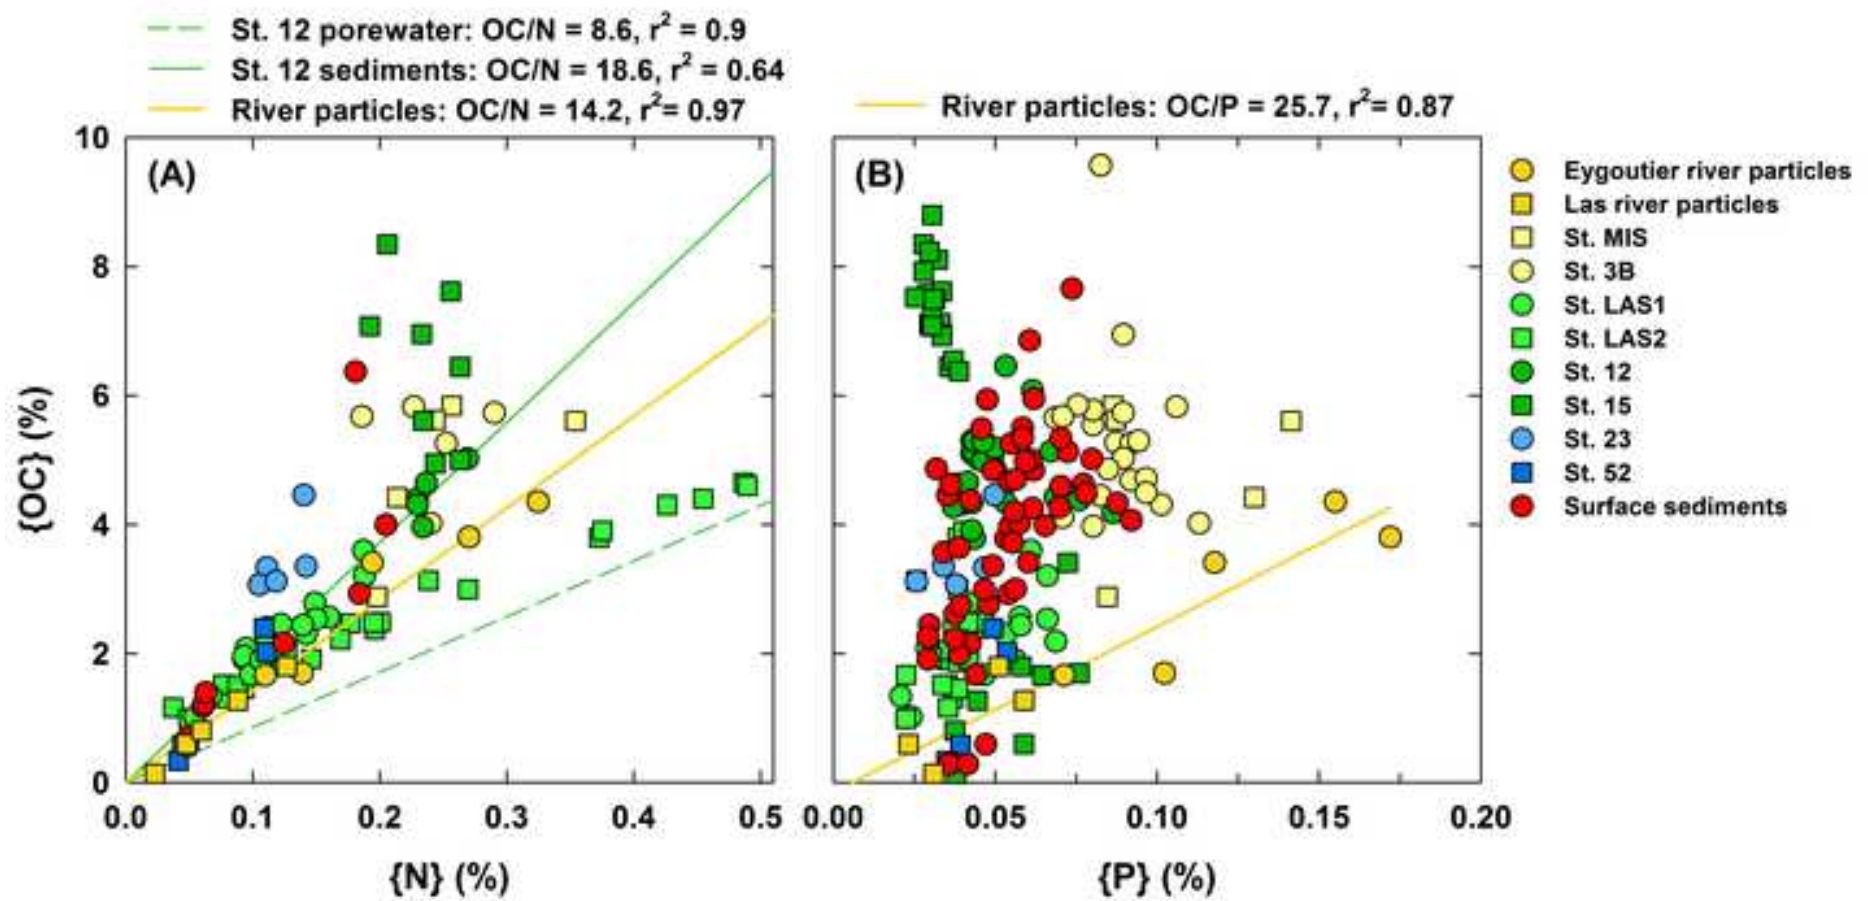 St. 12 porewater: OC/N = 8.6, r² = 0.9
St. 12 sediments: OC/N = 18.6, r² = 0.64
River particles: OC/N = 14.2, r²= 0.97
River particles: OC/P = 25.7, r²= 0.87
(A)
(B)
10
8
6
4
2
0
{OC} (%)
0.0 0.1 0.2 0.3 0.4 0.5
{N} (%)
0.00 0.05 0.10 0.15 0.20
{P} (%)
Eygoutier river particles
Las river particles
St. MIS
St. 3B
St. LAS1
St. LAS2
St. 12
St. 15
St. 23
St. 52
Surface sediments